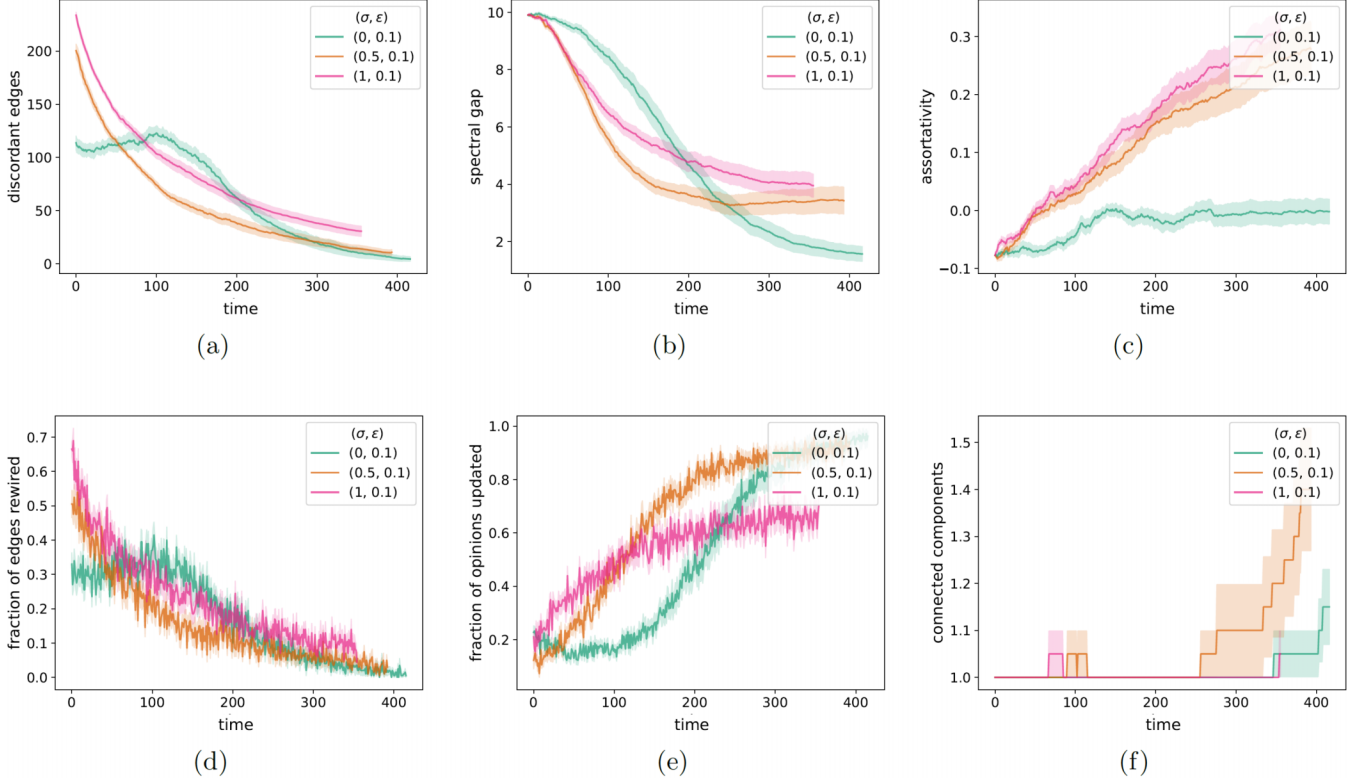 (σ, ε)
(0, 0.1)
(0.5, 0.1)
(1, 0.1)
200
150
100
50
0
discordant edges
0 100 200 300 400
time
(a)
(σ, ε)
(0, 0.1)
(0.5, 0.1)
(1, 0.1)
10
8
6
4
2
spectral gap
0 100 200 300 400
time
(b)
(σ, ε)
(0, 0.1)
(0.5, 0.1)
(1, 0.1)
0.3
0.2
0.1
0.0
−0.1
assortativity
0 100 200 300 400
time
(c)
(σ, ε)
(0, 0.1)
(0.5, 0.1)
(1, 0.1)
0.7
0.6
0.5
0.4
0.3
0.2
0.1
0.0
fraction of edges rewired
0 100 200 300 400
time
(d)
(σ, ε)
(0, 0.1)
(0.5, 0.1)
(1, 0.1)
1.0
0.8
0.6
0.4
0.2
fraction of opinions updated
0 100 200 300 400
time
(e)
(σ, ε)
(0, 0.1)
(0.5, 0.1)
(1, 0.1)
1.5
1.4
1.3
1.2
1.1
1.0
connected components
0 100 200 300 400
time
(f)